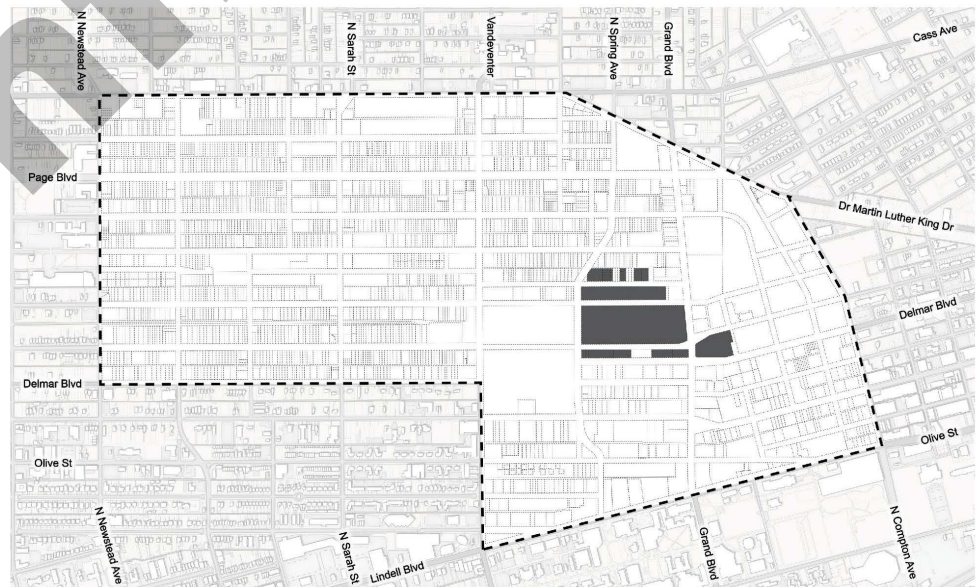 N Newstead Ave
N Sarah St
Vandeventer
N Spring Ave
Grand Blvd
Cass Ave
Page Blvd
Dr Martin Luther King Dr
Delmar Blvd
Delmar Blvd
Olive St
Olive St
N Newstead Ave
N Sarah St
Lindell Blvd
Grand Blvd
N Compton Ave